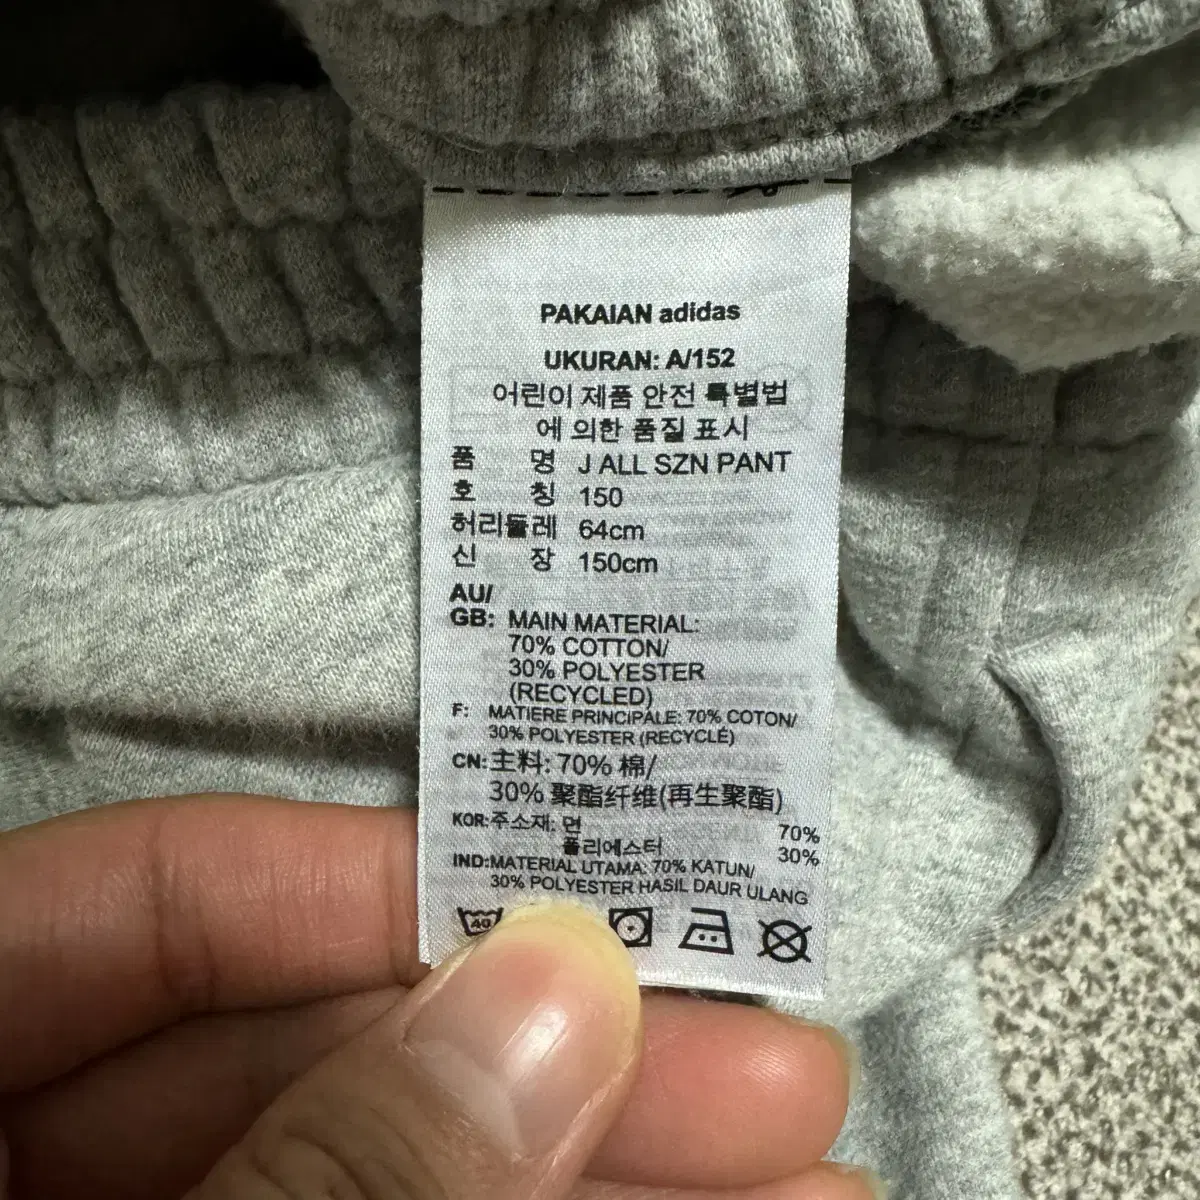 PAKAIAN adidas
UKURAN: A/152
어린이 제품 안전 특별법
에 의한 품질 표시
품 명 J ALL SZN PANT
호 칭 150
허리둘레 64cm
신 장 150cm
AU/
GB: MAIN MATERIAL:
70% COTTON/
30% POLYESTER
(RECYCLED)
F: MATIERE PRINCIPALE: 70% COTON/
30% POLYESTER (RECYCLÉ)
CN: 主料: 70% 棉/
30% 聚酯纤维(再生聚酯)
KOR: 주소재: 면 70%
폴리에스터 30%
IND: MATERIAL UTAMA: 70% KATUN/
30% POLYESTER HASIL DAUR ULANG
40